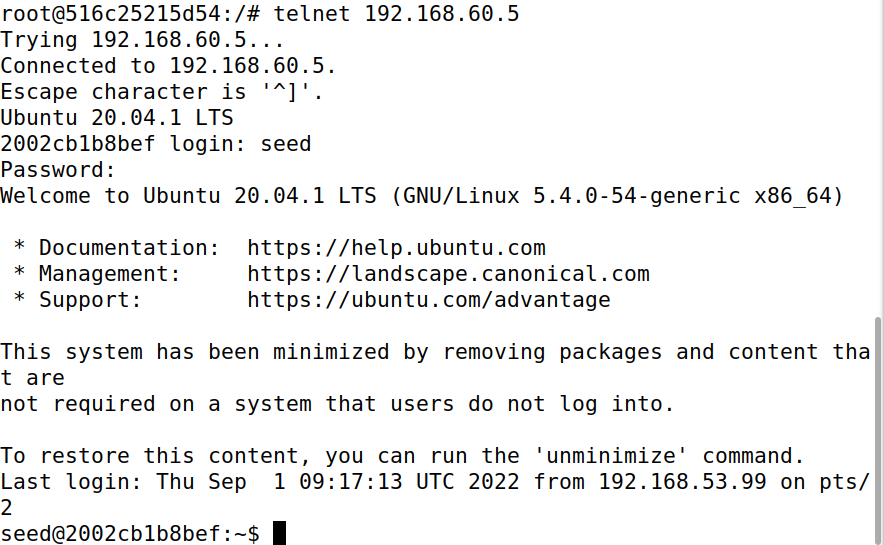 root@516c25215d54:/# telnet 192.168.60.5
Trying 192.168.60.5...
Connected to 192.168.60.5.
Escape character is '^]'.
Ubuntu 20.04.1 LTS
2002cb1b8bef login: seed
Password:
Welcome to Ubuntu 20.04.1 LTS (GNU/Linux 5.4.0-54-generic x86_64)

 * Documentation:  https://help.ubuntu.com
 * Management:     https://landscape.canonical.com
 * Support:        https://ubuntu.com/advantage

This system has been minimized by removing packages and content tha
t are
not required on a system that users do not log into.

To restore this content, you can run the 'unminimize' command.
Last login: Thu Sep  1 09:17:13 UTC 2022 from 192.168.53.99 on pts/
2
seed@2002cb1b8bef:~$